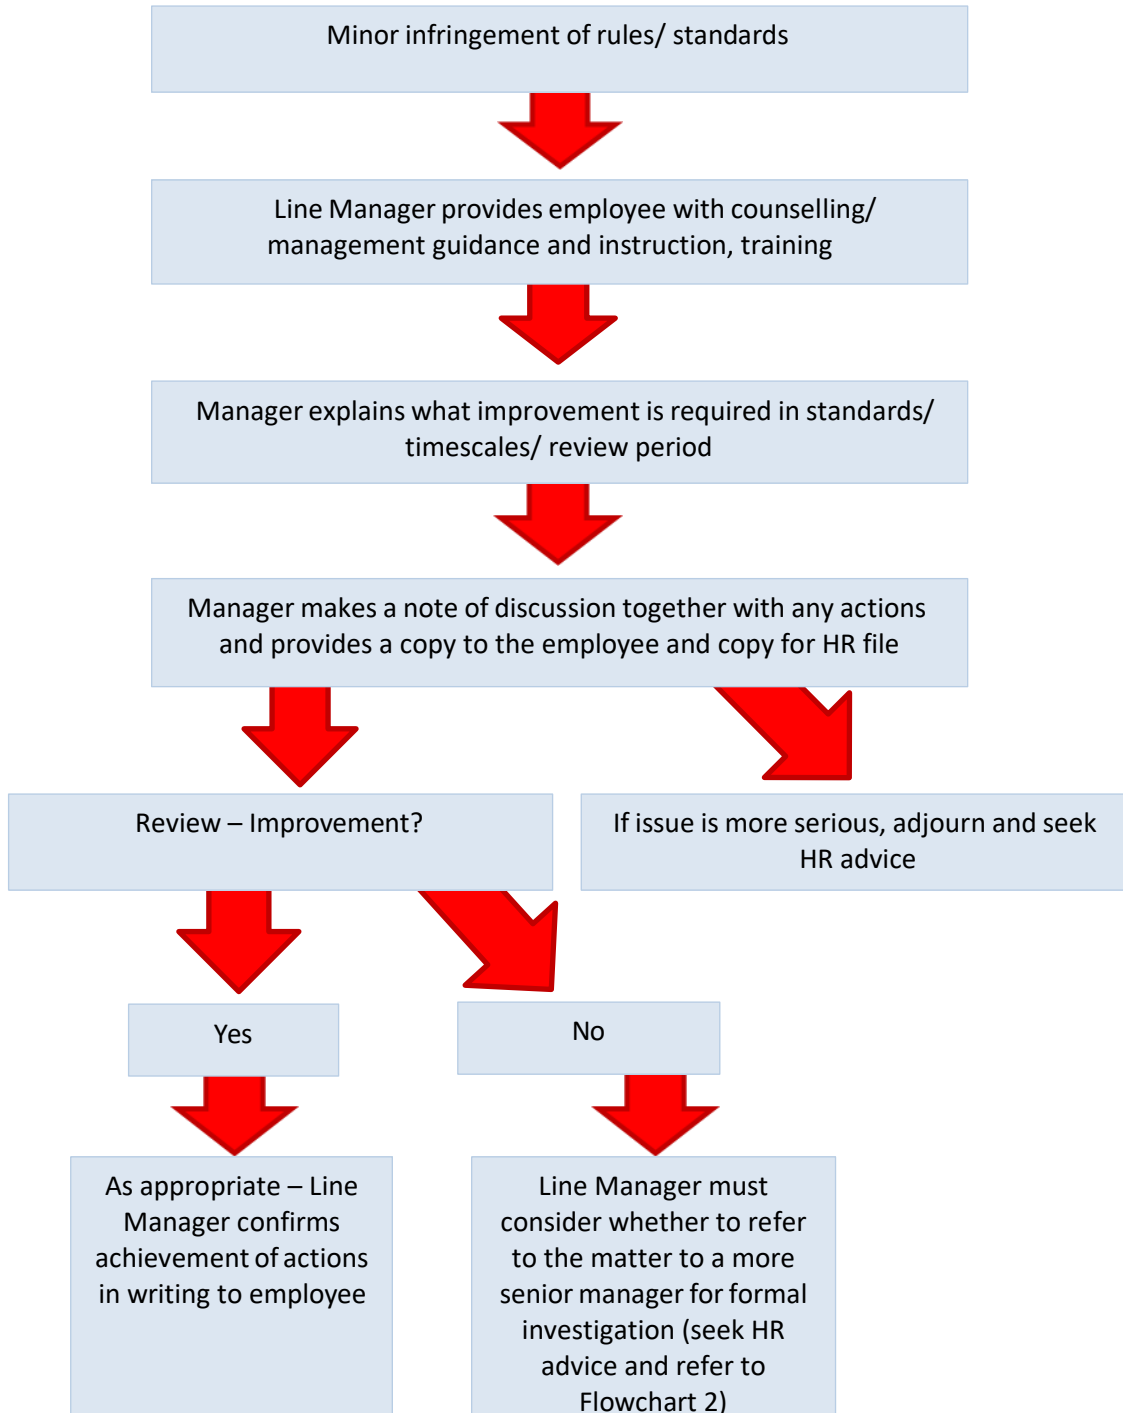 Minor infringement of rules/ standards
Line Manager provides employee with counselling/
management guidance and instruction, training
Manager explains what improvement is required in standards/
timescales/ review period
Manager makes a note of discussion together with any actions
and provides a copy to the employee and copy for HR file
Review – Improvement?
If issue is more serious, adjourn and seek
HR advice
Yes
No
As appropriate – Line
Manager confirms
achievement of actions
in writing to employee
Line Manager must
consider whether to refer
to the matter to a more
senior manager for formal
investigation (seek HR
advice and refer to
Flowchart 2)